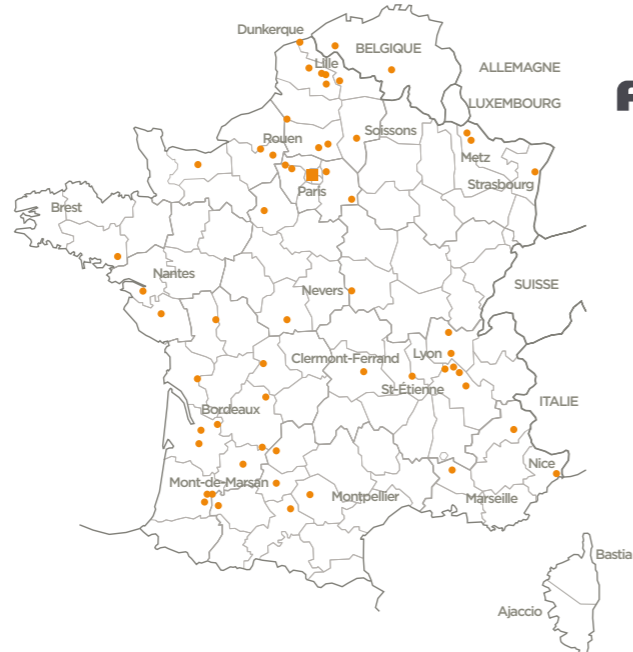 Dunkerque
BELGIQUE
Lille
ALLEMAGNE
LUXEMBOURG
Rouen
Soissons
Metz
Strasbourg
Paris
Brest
Nantes
Nevers
SUISSE
Clermont-Ferrand
Lyon
St-Étienne
ITALIE
Bordeaux
Nice
Mont-de-Marsan
Montpellier
Marseille
Bastia
Ajaccio